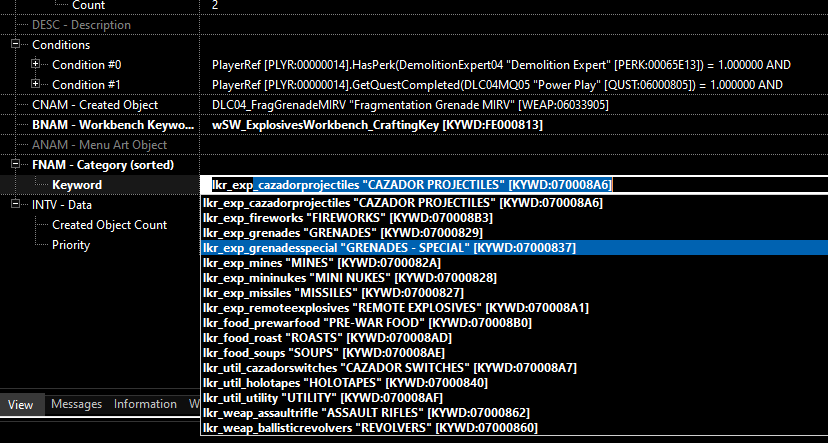 Count 2
DESC - Description
Conditions
Condition #0 PlayerRef [PLYR:00000014].HasPerk(DemolitionExpert04 "Demolition Expert" [PERK:00065E13]) = 1.000000 AND
Condition #1 PlayerRef [PLYR:00000014].GetQuestCompleted(DLC04MQ05 "Power Play" [QUST:06000805]) = 1.000000 AND
CNAM - Created Object DLC04_FragGrenadeMIRV "Fragmentation Grenade MIRV" [WEAP:06033905]
BNAM - Workbench Keywo... wSW_ExplosivesWorkbench_CraftingKey [KYWD:FE000813]
ANAM - Menu Art Object
FNAM - Category (sorted)
Keyword lkr_exp_cazadorprojectiles "CAZADOR PROJECTILES" [KYWD:070008A6]
INTV - Data
Created Object Count
Priority
lkr_exp_cazadorprojectiles "CAZADOR PROJECTILES" [KYWD:070008A6]
lkr_exp_fireworks "FIREWORKS" [KYWD:070008B3]
lkr_exp_grenades "GRENADES" [KYWD:07000829]
lkr_exp_grenadesspecial "GRENADES - SPECIAL" [KYWD:07000837]
lkr_exp_mines "MINES" [KYWD:0700082A]
lkr_exp_mininukes "MINI NUKES" [KYWD:07000828]
lkr_exp_missiles "MISSILES" [KYWD:07000827]
lkr_exp_remoteexplosives "REMOTE EXPLOSIVES" [KYWD:070008A1]
lkr_food_prewarfood "PRE-WAR FOOD" [KYWD:070008B0]
lkr_food_roast "ROASTS" [KYWD:070008AD]
lkr_food_soups "SOUPS" [KYWD:070008AE]
lkr_util_cazadorswitches "CAZADOR SWITCHES" [KYWD:070008A7]
lkr_util_holotapes "HOLOTAPES" [KYWD:07000840]
lkr_util_utility "UTILITY" [KYWD:070008AF]
lkr_weap_assaultrifle "ASSAULT RIFLES" [KYWD:07000862]
lkr_weap_ballisticrevolvers "REVOLVERS" [KYWD:07000860]
View Messages Information W